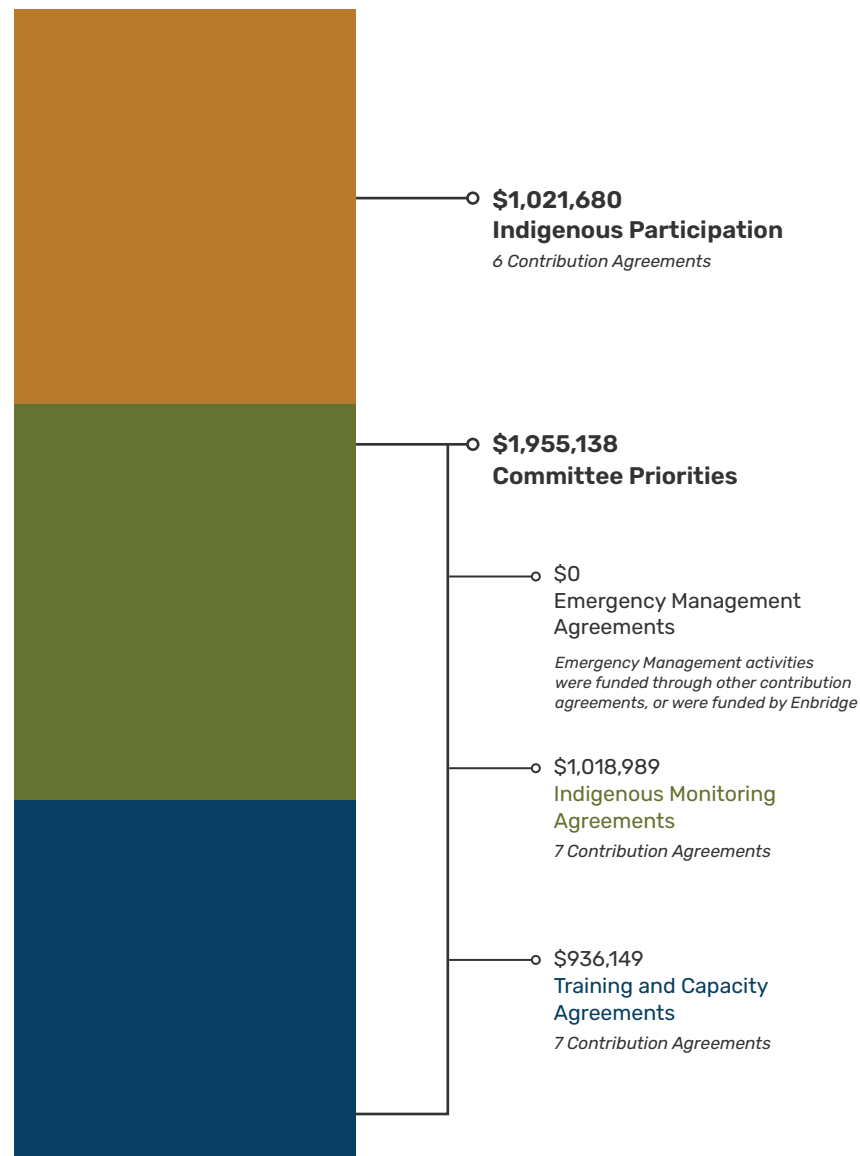 $1,021,680
Indigenous Participation
6 Contribution Agreements
$1,955,138
Committee Priorities
$0
Emergency Management
Agreements
Emergency Management activities
were funded through other contribution
agreements, or were funded by Enbridge
$1,018,989
Indigenous Monitoring
Agreements
7 Contribution Agreements
$936,149
Training and Capacity
Agreements
7 Contribution Agreements